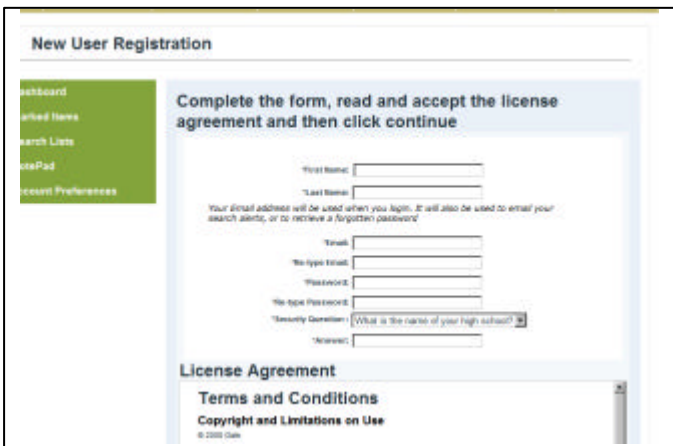 New User Registration
ashboard
arked Items
earch Lists
otePad
ccount Preferences
Complete the form, read and accept the license
agreement and then click continue
*First Name:
*Last Name:
Your Email address will be used when you login. It will also be used to email your
search alerts, or to retrieve a forgotten password
*Email:
*Re-type Email:
*Password:
*Re-type Password:
*Security Question:
What is the name of your high school?
*Answer:
License Agreement
Terms and Conditions
Copyright and Limitations on Use
Gale